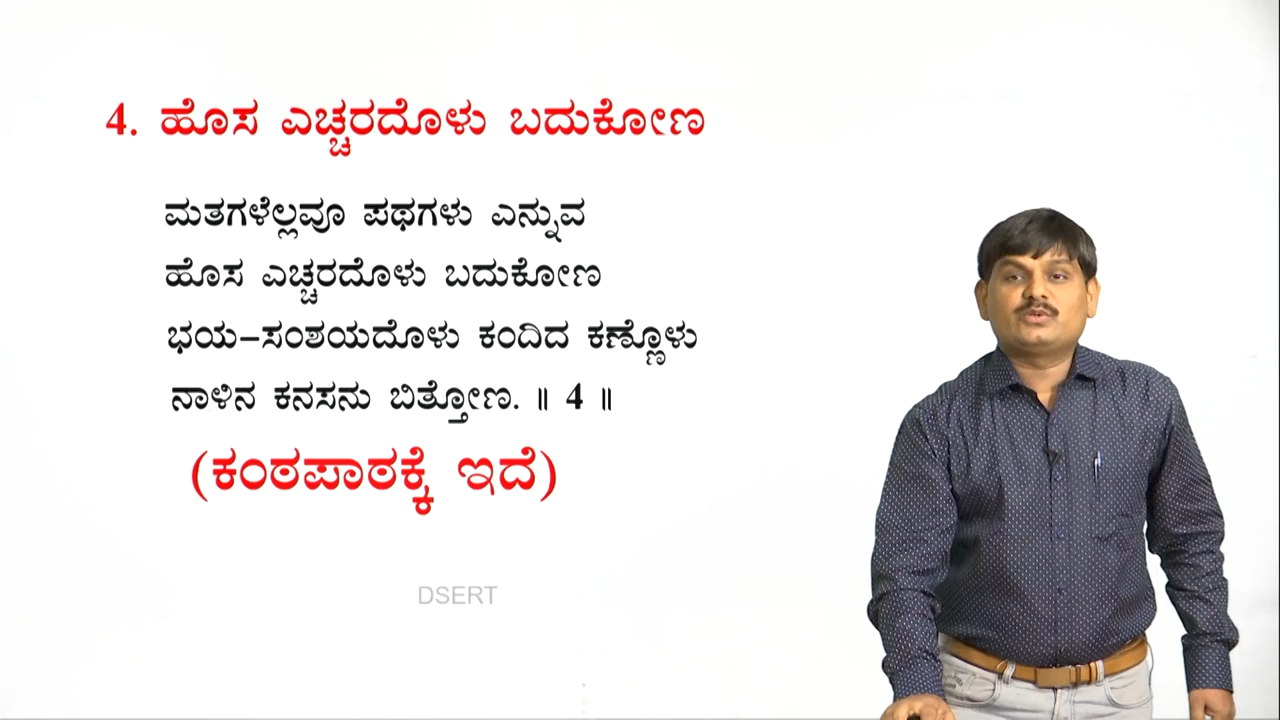 4. ಹೊಸ ಎಚ್ಚರದೊಳು ಬದುಕೋಣ
ಮತಗಳೆಲ್ಲವೂ ಪಥಗಳು ಎನ್ನುವ
ಹೊಸ ಎಚ್ಚರದೊಳು ಬದುಕೋಣ
ಭಯ-ಸಂಶಯದೊಳು ಕಂದಿದ ಕಣ್ಣೊಳು
ನಾಳಿನ ಕನಸನು ಬಿತ್ತೋಣ. ॥ 4 ॥
(ಕಂಠಪಾಠಕ್ಕೆ ಇದೆ)
DSERT